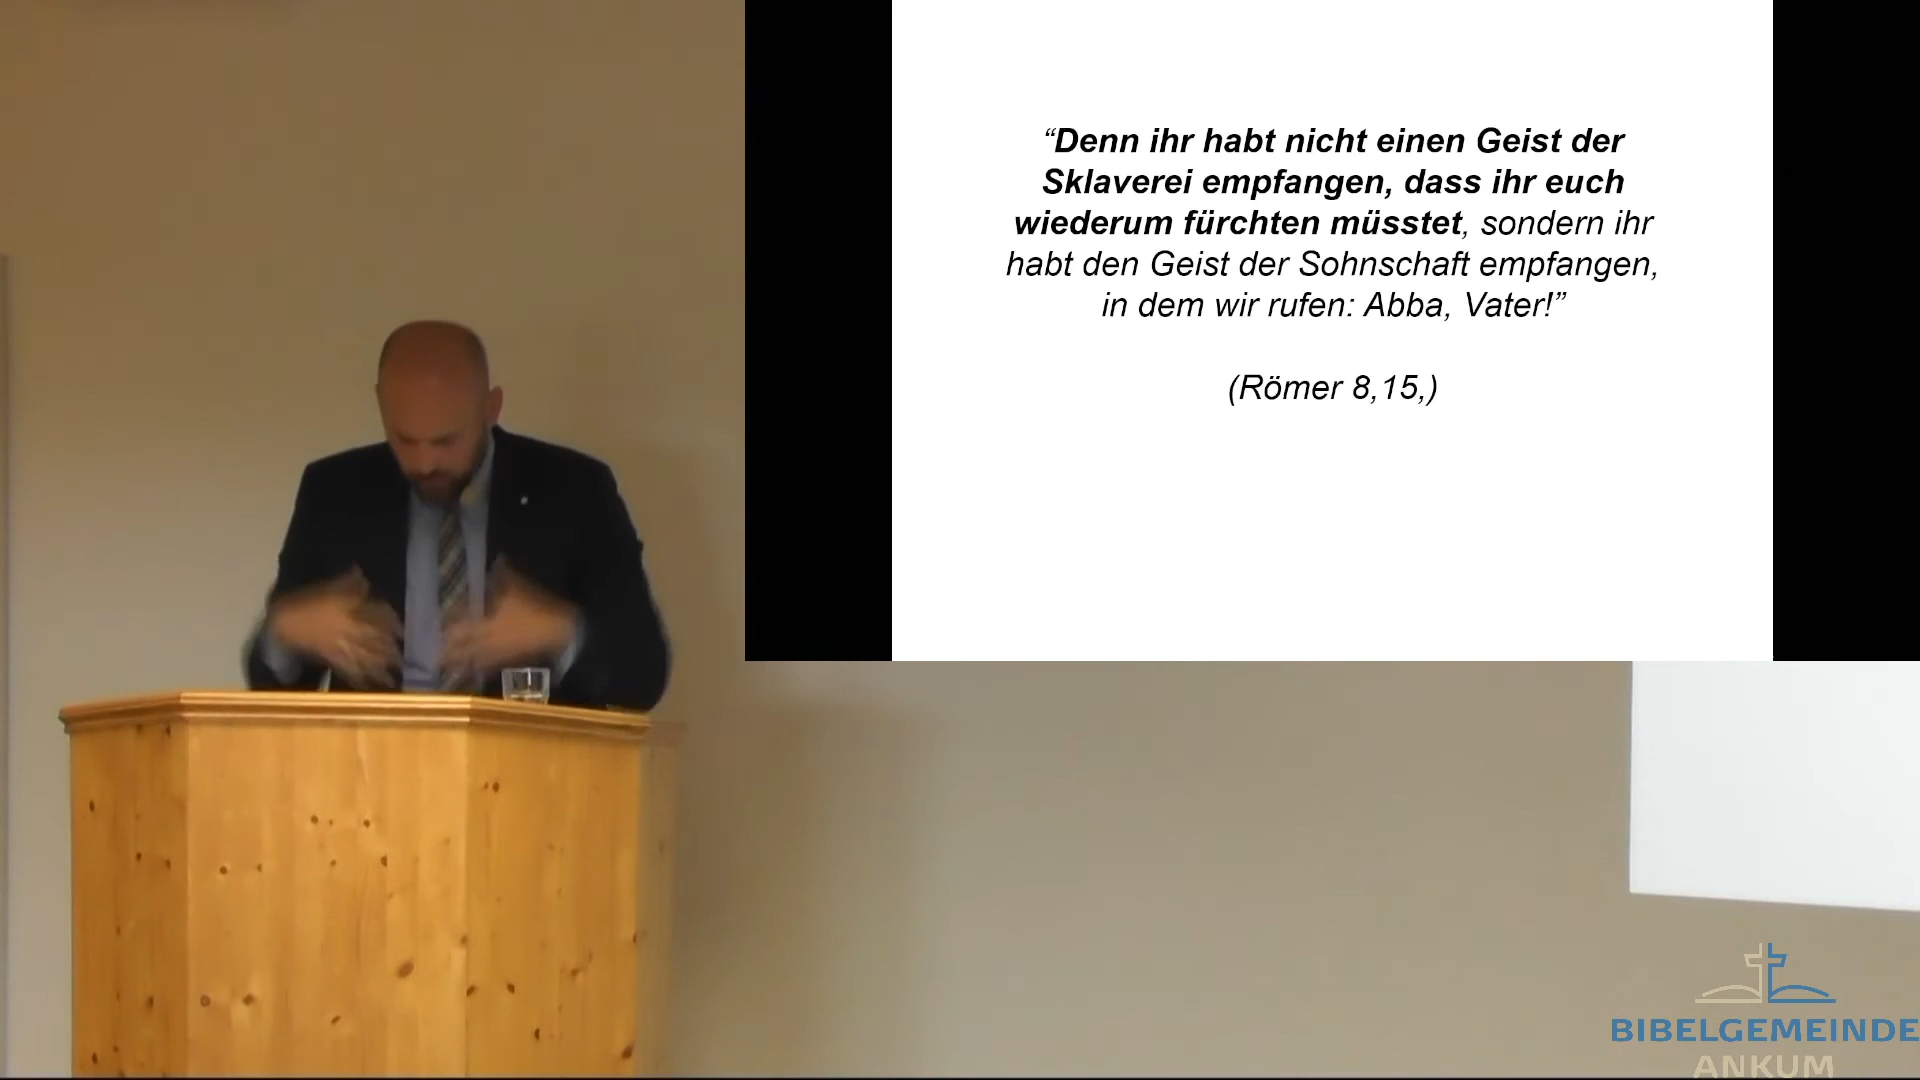 “Denn ihr habt nicht einen Geist der
Sklaverei empfangen, dass ihr euch
wiederum fürchten müsstet, sondern ihr
habt den Geist der Sohnschaft empfangen,
in dem wir rufen: Abba, Vater!”
(Römer 8,15,)
BIBELGEMEINDE
ANKUM